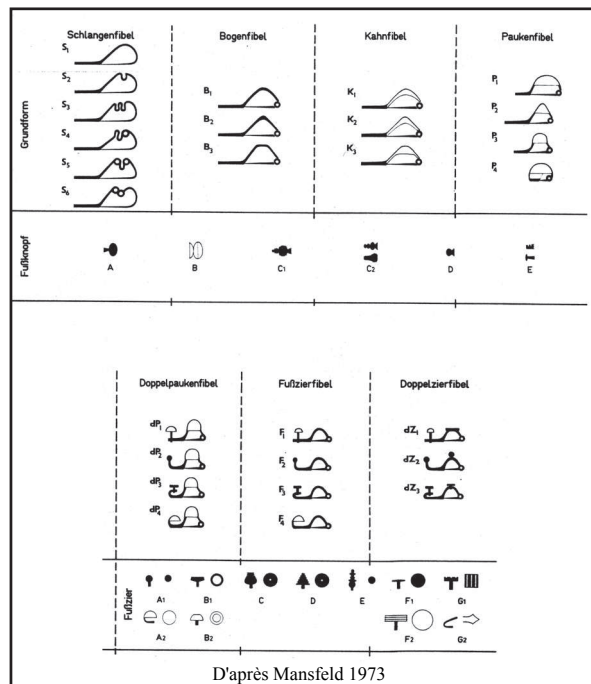 Schlangenfibel Bogenfibel Kahnfibel Paukenfibel
Grundform
S1
S2
S3
S4
S5
S6
B1
B2
B3
K1
K2
K3
P1
P2
P3
P4
Fußknopf
A B C1 C2 D E
Doppelpaukenfibel Fußzierfibel Doppelzierfibel
dP1
dP2
dP3
dP4
F1
F2
F3
F4
dZ1
dZ2
dZ3
Fußzier
A1 B1 C D E F1 G1
A2 B2 F2 G2
D'après Mansfeld 1973